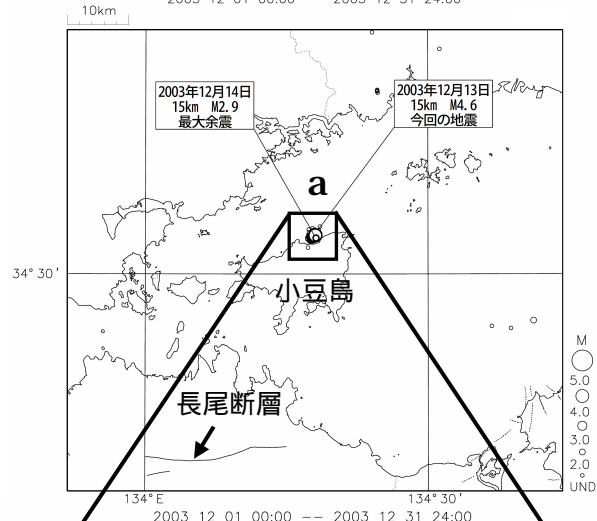 2003 12 01 00:00 -- 2003 12 31 24:00
10km
2003年12月14日
15km M2.9
最大余震
2003年12月13日
15km M4.6
今回の地震
a
34°30′
小豆島
長尾断層
M
5.0
4.0
3.0
2.0
UND
134°E
134°30′
2003 12 01 00:00 -- 2003 12 31 24:00